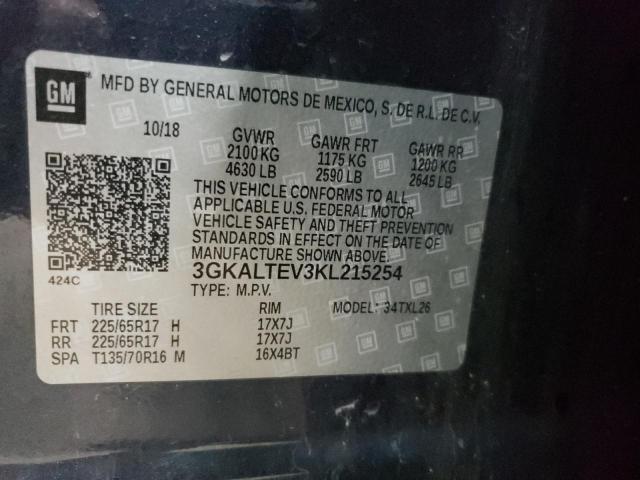 GM
MFD BY GENERAL MOTORS DE MEXICO, S. DE R.L. DE C.V.
10/18 GVWR GAWR FRT GAWR RR
2100 KG 1175 KG 1200 KG
4630 LB 2590 LB 2645 LB
THIS VEHICLE CONFORMS TO ALL
APPLICABLE U.S. FEDERAL MOTOR
VEHICLE SAFETY AND THEFT PREVENTION
STANDARDS IN EFFECT ON THE DATE OF
MANUFACTURE SHOWN ABOVE.
424C
3GKALTEV3KL215254
TYPE: M.P.V. MODEL: 34TXL26
TIRE SIZE RIM
FRT 225/65R17 H 17X7J
RR 225/65R17 H 17X7J
SPA T135/70R16 M 16X4BT